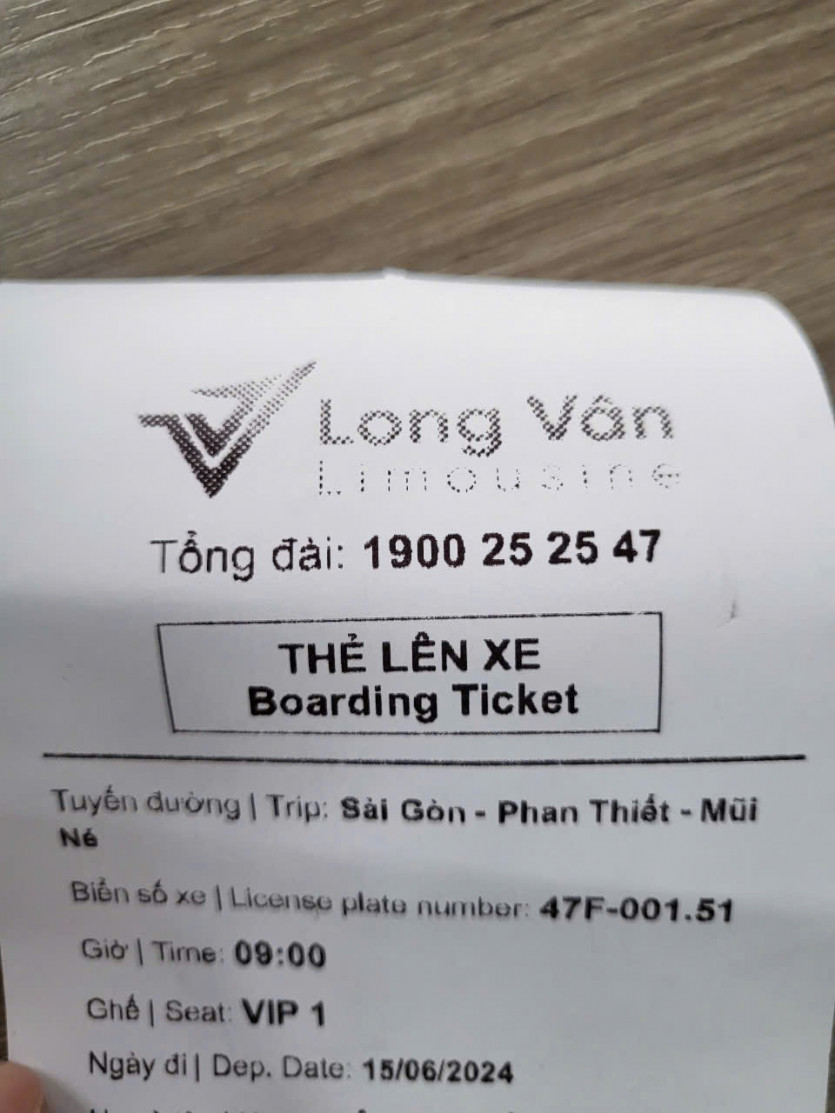 Long Vân
Limousine
Tổng đài: 1900 25 25 47
THẺ LÊN XE
Boarding Ticket
Tuyến đường | Trip: Sài Gòn - Phan Thiết - Mũi
Né
Biển số xe | License plate number: 47F-001.51
Giờ | Time: 09:00
Ghế | Seat: VIP 1
Ngày đi | Dep. Date: 15/06/2024